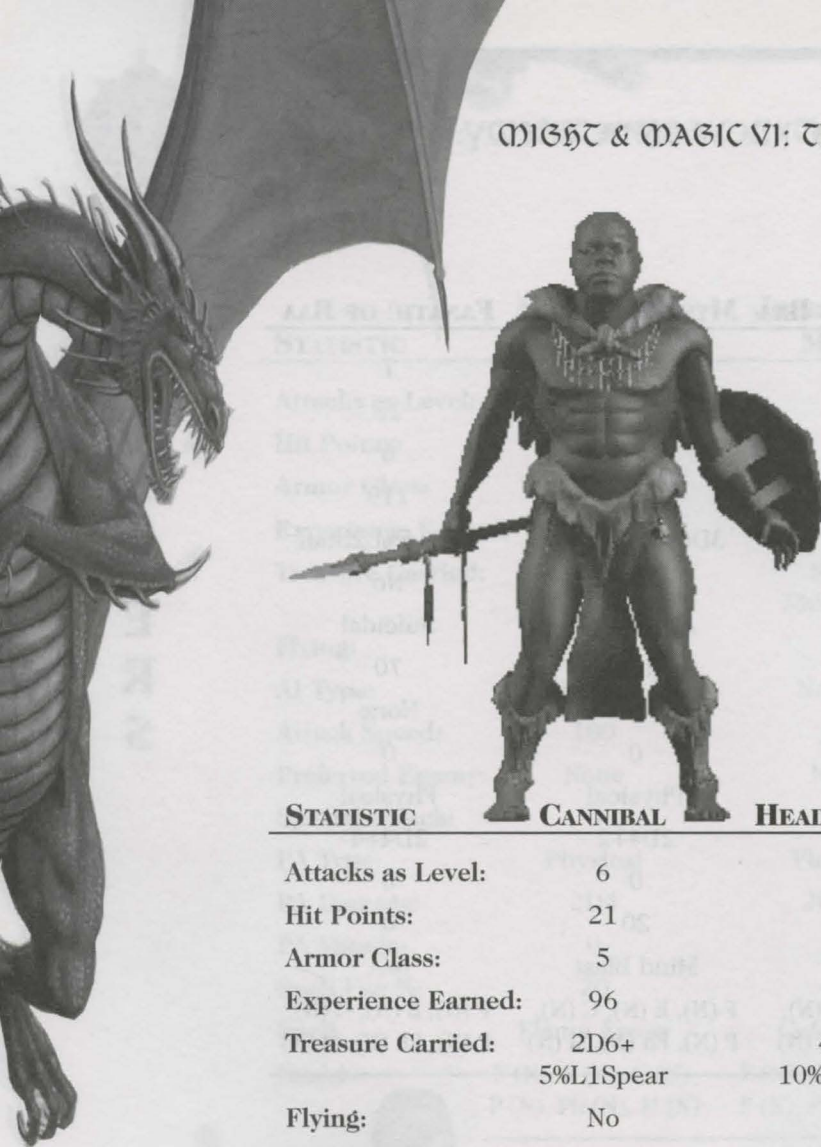 MIGHT & MAGIC VI: T
STATISTIC CANNIBAL HEAD
Attacks as Level: 6
Hit Points: 21
Armor Class: 5
Experience Earned: 96
Treasure Carried: 2D6+
5%L1Spear 10%
Flying: No